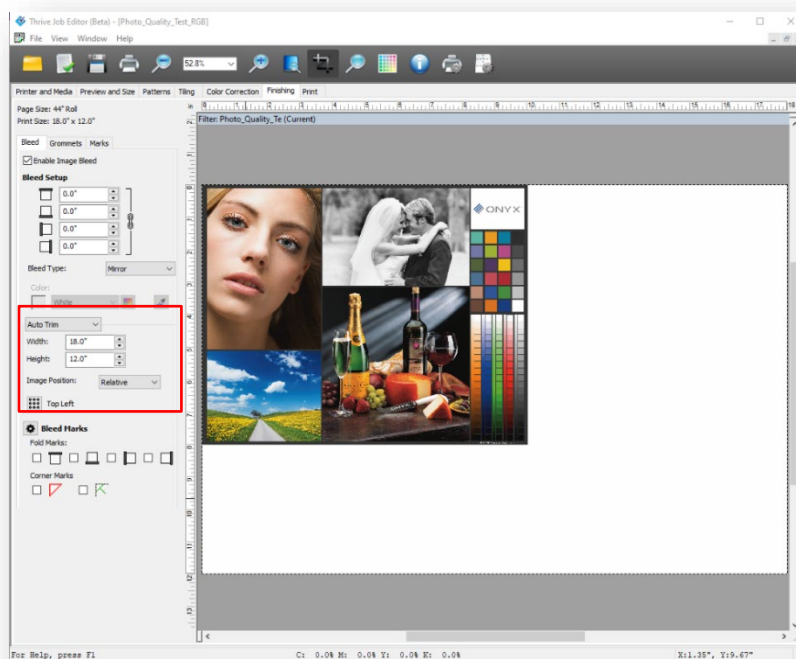 Thrive Job Editor (Beta) - [Photo_Quality_Test_RGB]
File View Window Help
52.8%
Printer and Media Preview and Size Patterns Tiling Color Correction Finishing Print
Page Size: 44" Roll
Print Size: 18.0" x 12.0"
Filter: Photo_Quality_Te (Current)
Bleed Grommets Marks
Enable Image Bleed
Bleed Setup
0.0"
0.0"
0.0"
0.0"
Bleed Type: Mirror
Color:
White
Auto Trim
Width: 18.0"
Height: 12.0"
Image Position: Relative
Top Left
Bleed Marks
Fold Marks:
Corner Marks
ONYX
For Help, press F1
C: 0.0% M: 0.0% Y: 0.0% K: 0.0%
X:1.35", Y:9.67"